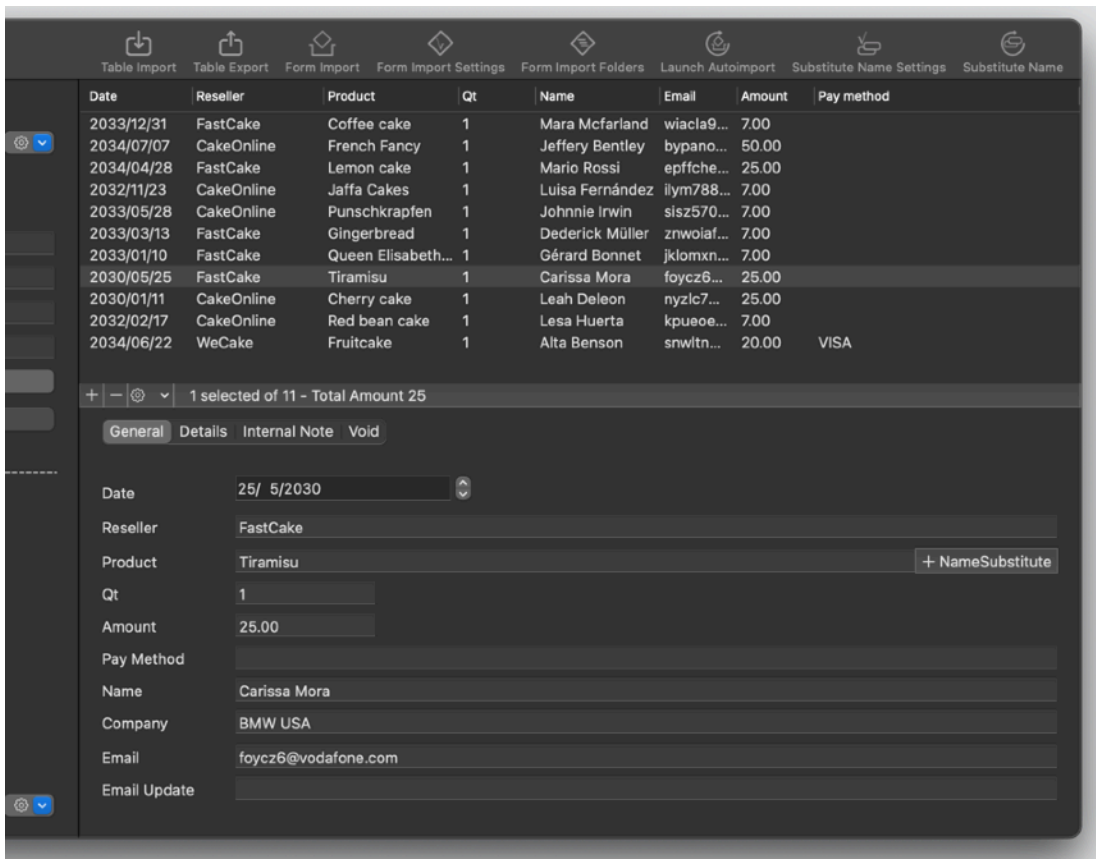 Table Import Table Export Form Import Form Import Settings Form Import Folders Launch Autoimport Substitute Name Settings Substitute Name
Date Reseller Product Qt Name Email Amount Pay method
2033/12/31 FastCake Coffee cake 1 Mara Mcfarland wiacla9... 7.00
2034/07/07 CakeOnline French Fancy 1 Jeffery Bentley bypano... 50.00
2034/04/28 FastCake Lemon cake 1 Mario Rossi epffche... 25.00
2032/11/23 CakeOnline Jaffa Cakes 1 Luisa Fernández ilym788... 7.00
2033/05/28 CakeOnline Punschkrapfen 1 Johnnie Irwin sisz570... 7.00
2033/03/13 FastCake Gingerbread 1 Dederick Müller znwoiaf... 7.00
2033/01/10 FastCake Queen Elisabeth... 1 Gérard Bonnet jklomxn... 7.00
2030/05/25 FastCake Tiramisu 1 Carissa Mora foycz6... 25.00
2030/01/11 CakeOnline Cherry cake 1 Leah Deleon nyzlc7... 25.00
2032/02/17 CakeOnline Red bean cake 1 Lesa Huerta kpueoe... 7.00
2034/06/22 WeCake Fruitcake 1 Alta Benson snwltn... 20.00 VISA
1 selected of 11 - Total Amount 25
General Details Internal Note Void
Date 25/ 5/2030
Reseller FastCake
Product Tiramisu + NameSubstitute
Qt 1
Amount 25.00
Pay Method
Name Carissa Mora
Company BMW USA
Email foycz6@vodafone.com
Email Update